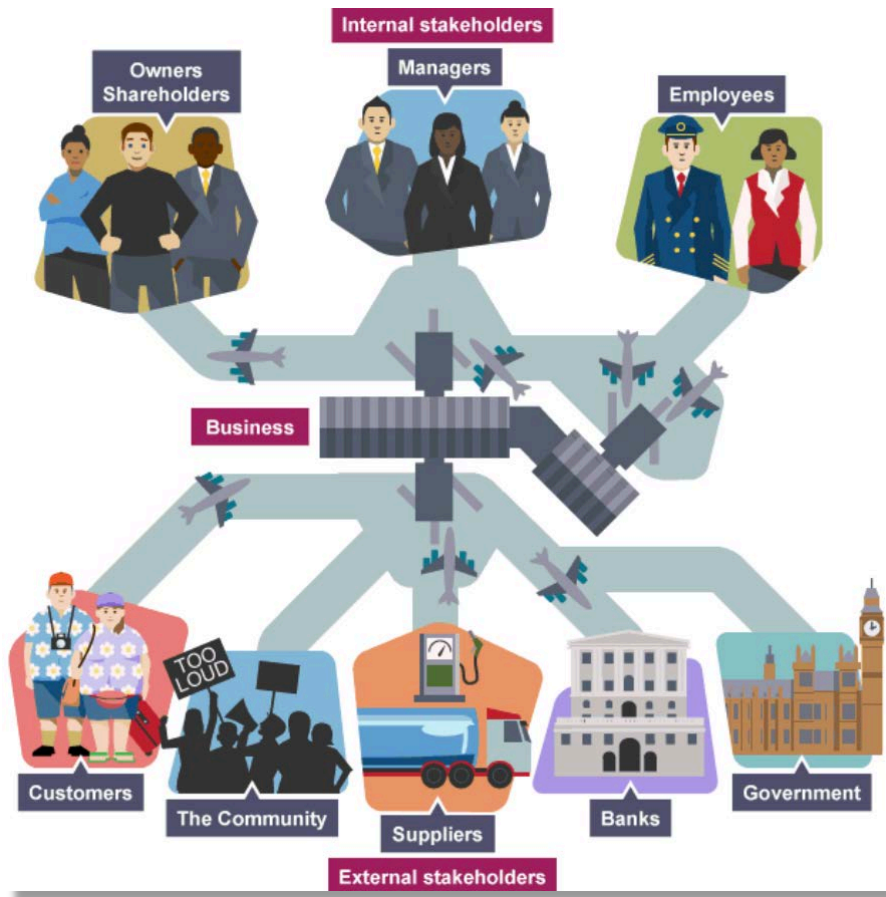 Internal stakeholders
Owners
Shareholders
Managers
Employees
Business
TOO
LOUD
Customers
The Community
Suppliers
Banks
Government
External stakeholders